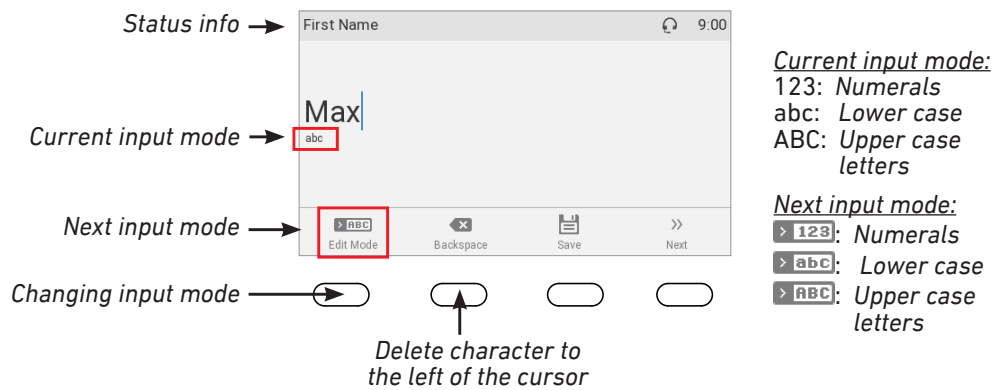 Status info
First Name 9:00
Max
Current input mode
abc
Next input mode
> ABC
Edit Mode Backspace Save Next
Changing input mode
Delete character to
the left of the cursor
Current input mode:
123: Numerals
abc: Lower case
ABC: Upper case
letters
Next input mode:
> 123: Numerals
> abc: Lower case
> ABC: Upper case
letters